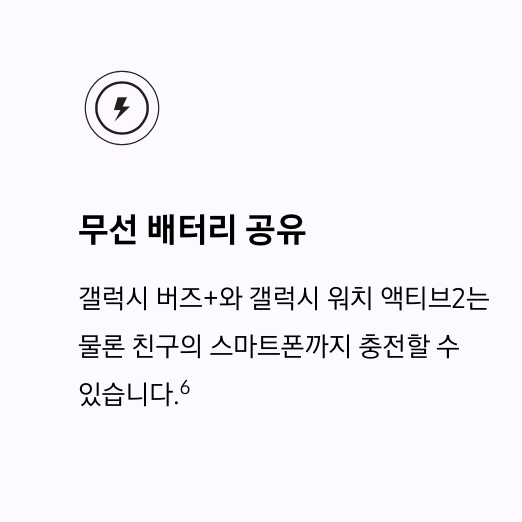 무선 배터리 공유
갤럭시 버즈+와 갤럭시 워치 액티브2는
물론 친구의 스마트폰까지 충전할 수
있습니다.⁶